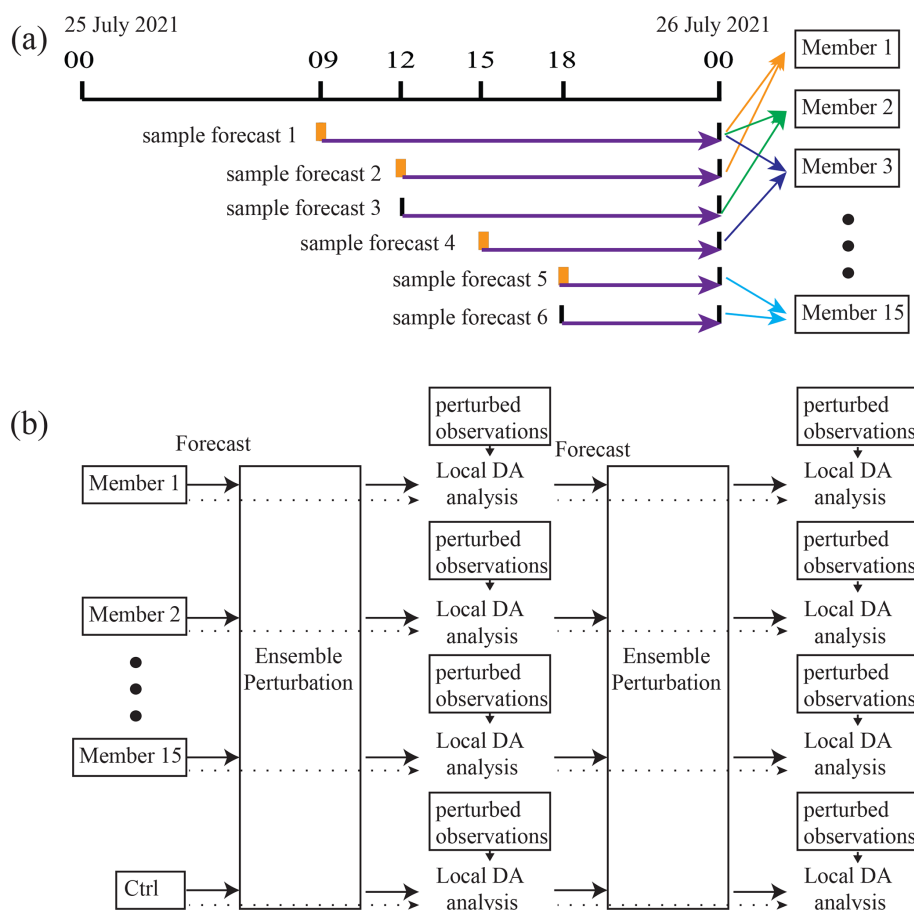 (a)
25 July 2021
26 July 2021
00
09
12
15
18
00
Member 1
Member 2
Member 3
Member 15
sample forecast 1
sample forecast 2
sample forecast 3
sample forecast 4
sample forecast 5
sample forecast 6
(b)
Forecast
perturbed
observations
Forecast
perturbed
observations
Member 1
Local DA
analysis
Local DA
analysis
perturbed
observations
perturbed
observations
Member 2
Local DA
analysis
Local DA
analysis
Ensemble
Perturbation
Ensemble
Perturbation
perturbed
observations
perturbed
observations
Member 15
Local DA
analysis
Local DA
analysis
perturbed
observations
perturbed
observations
Ctrl
Local DA
analysis
Local DA
analysis